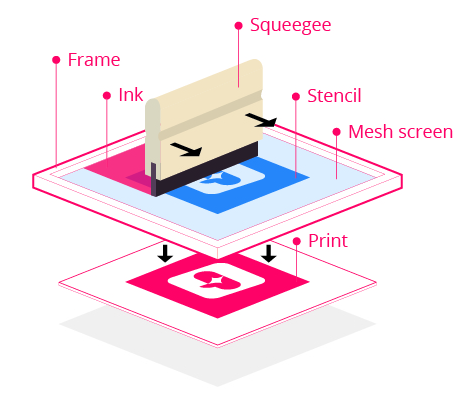 Squeegee
Frame
Ink
Stencil
Mesh screen
Print